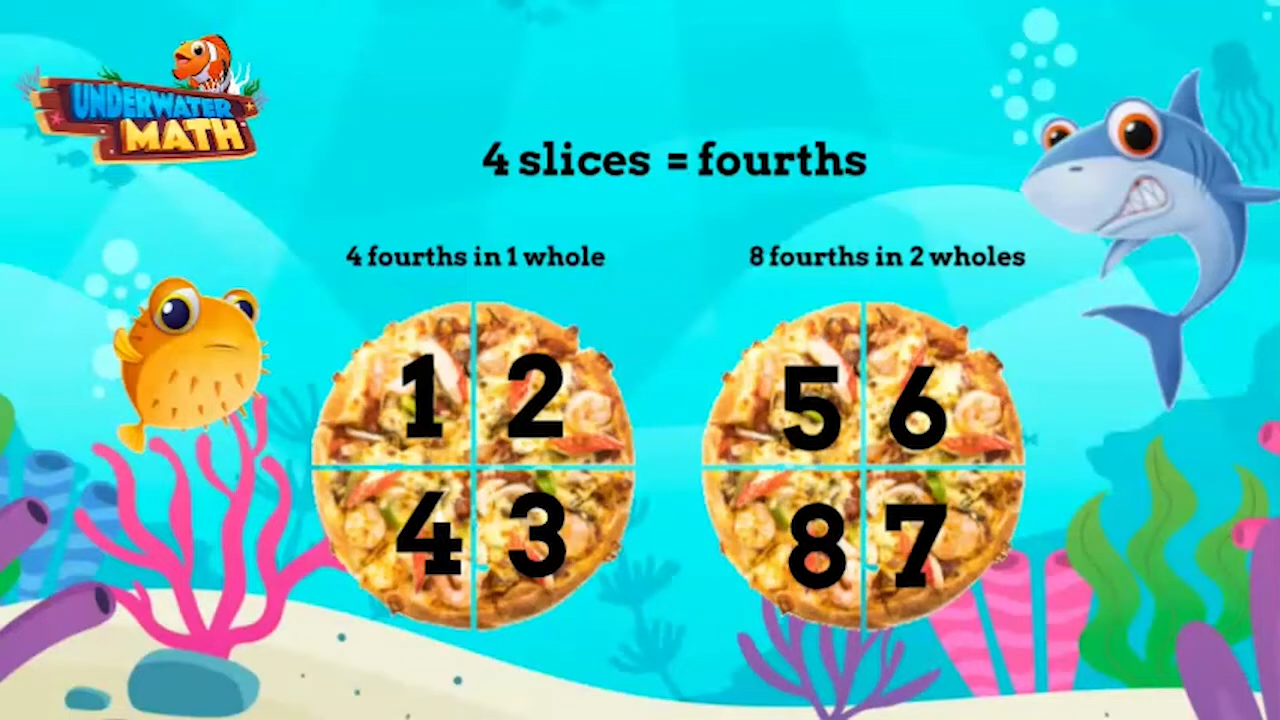 UNDERWATER
MATH
4 slices = fourths
4 fourths in 1 whole
8 fourths in 2 wholes
1 2
4 3
5 6
8 7